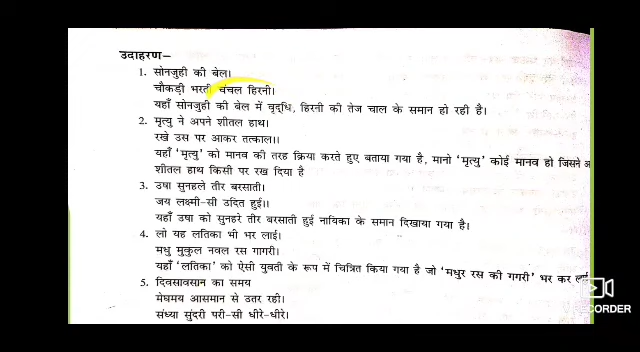 उदाहरण–
1. सोनजुही की बेल।
चौकड़ी भरती चंचल हिरनी।
यहाँ सोनजुही की बेल में वृद्धि, हिरनी की तेज चाल के समान हो रही है।
2. मृत्यु ने अपने शीतल हाथ।
रखे उस पर आकर तत्काल।।
यहाँ 'मृत्यु' को मानव की तरह क्रिया करते हुए बताया गया है, मानो 'मृत्यु' कोई मानव हो जिसने
शीतल हाथ किसी पर रख दिया है
3. उषा सुनहले तीर बरसाती।
जय लक्ष्मी-सी उदित हुई।।
यहाँ उषा को सुनहरे तीर बरसाती हुई नायिका के समान दिखाया गया है।
4. लो यह लतिका भी भर लाई।
मधु मुकुल नवल रस गागरी।
यहाँ 'लतिका' को ऐसी युवती के रूप में चित्रित किया गया है जो 'मधुर रस की गगरी' भर कर
5. दिवसावसान का समय
मेघमय आसमान से उतर रही।
संध्या सुंदरी परी-सी धीरे-धीरे।